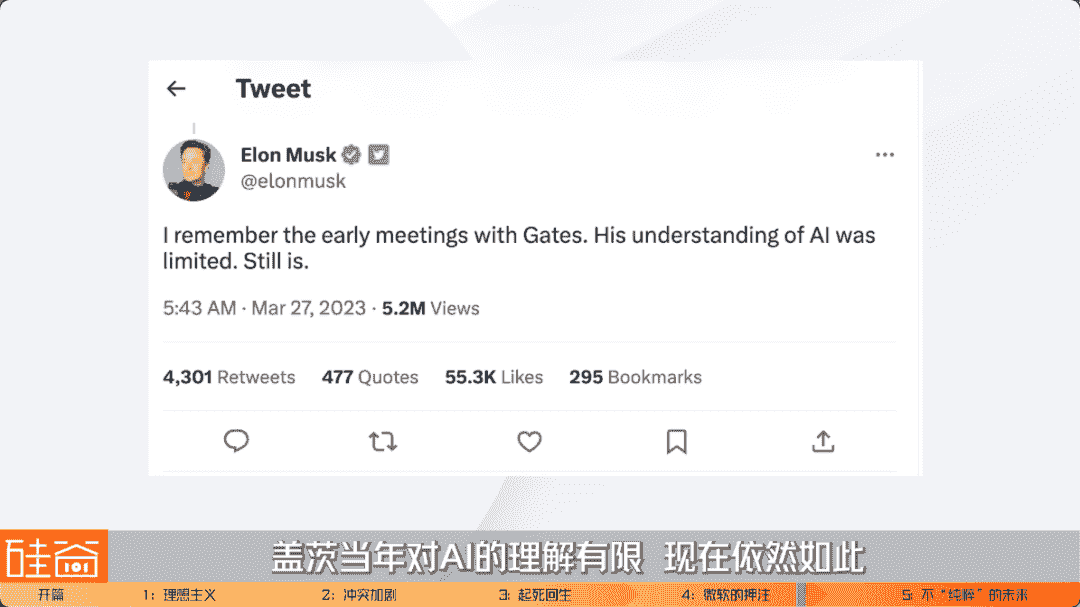 Tweet
Elon Musk
@elonmusk
I remember the early meetings with Gates. His understanding of AI was
limited. Still is.
5:43 AM · Mar 27, 2023 · 5.2M Views
4,301 Retweets 477 Quotes 55.3K Likes 295 Bookmarks
盖茨当年对AI的理解有限 现在依然如此
硅谷101
开篇 1: 理想主义 2: 冲突加剧 3: 起死回生 4: 微软的押注 5: 不“纯粹”的未来